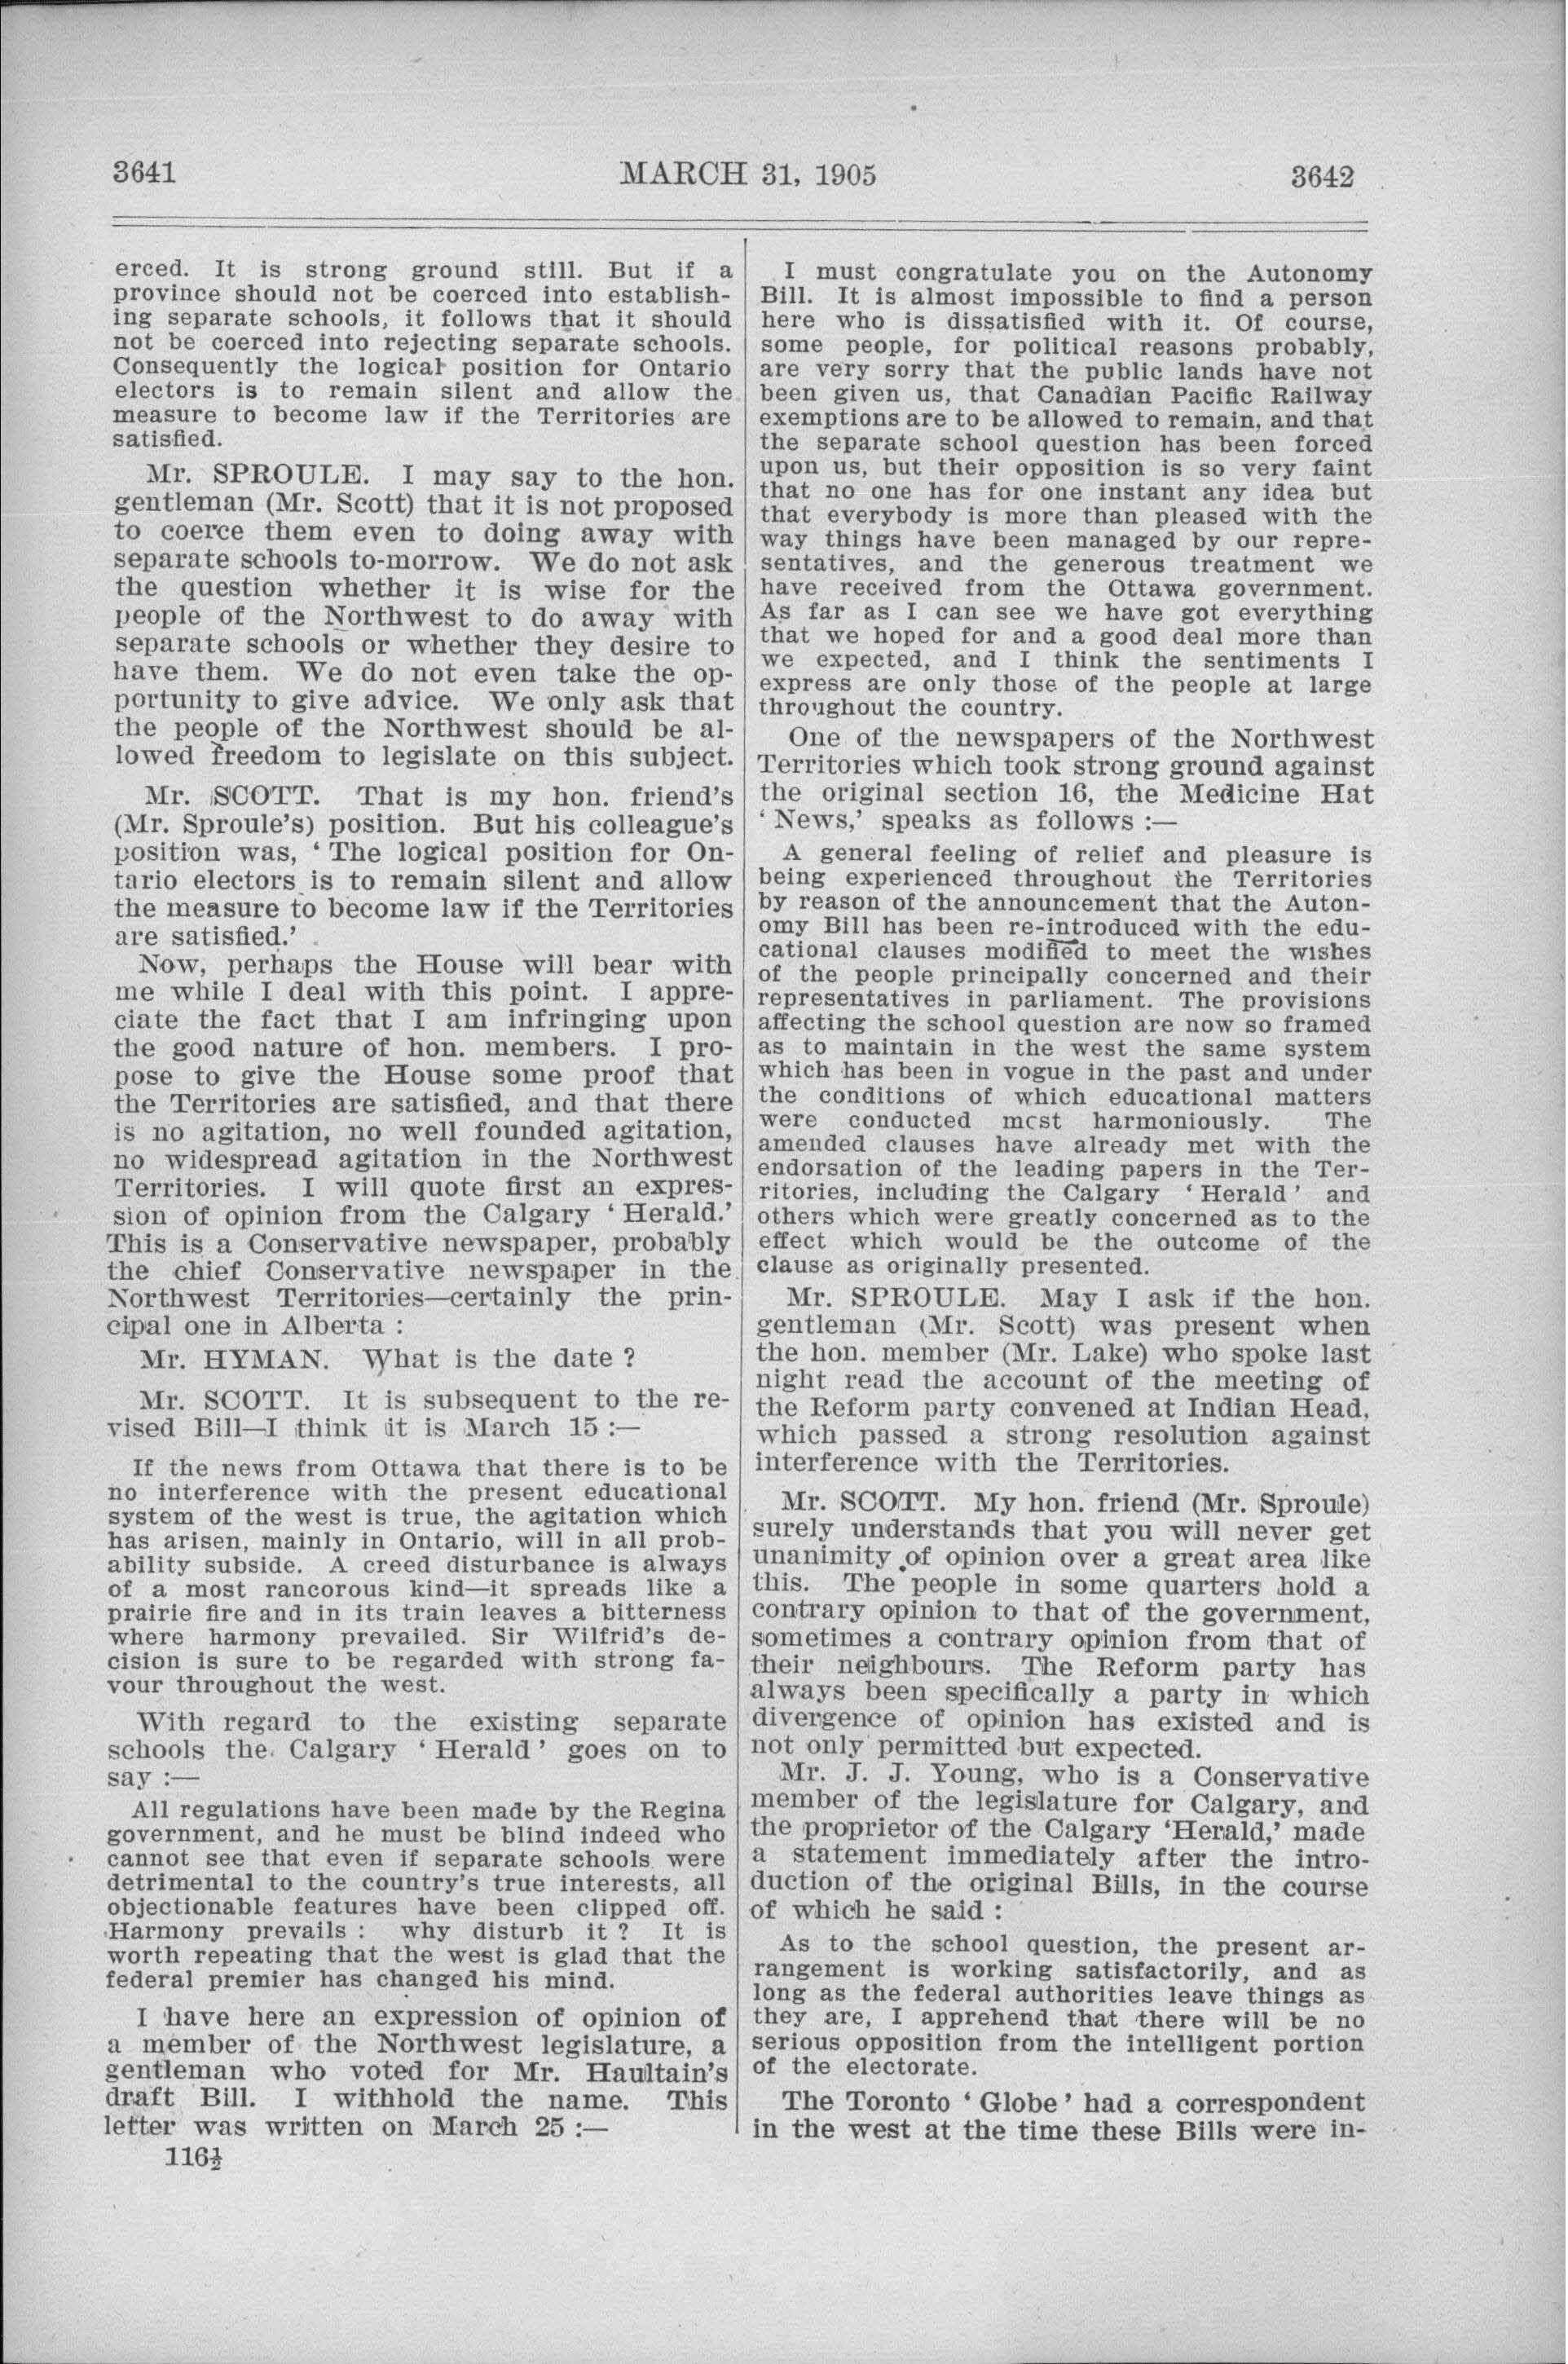 3641
MARCH 31, 1905
3642
erced. It is strong ground still. But if a
province should not be coerced into establish-
ing separate schools, it follows that it should
not be coerced into rejecting separate schools.
Consequently the logical position for Ontario
electors is to remain silent and allow the
measure to become law if the Territories are
satisfied.
Mr. SPROULE. I may say to the hon.
gentleman (Mr. Scott) that it is not proposed
to coerce them even to doing away with
separate schools to-morrow. We do not ask
the question whether it is wise for the
people of the Northwest to do away with
separate schools or whether they desire to
have them. We do not even take the op-
portunity to give advice. We only ask that
the people of the Northwest should be al-
lowed freedom to legislate on this subject.
Mr. SCOTT. That is my hon. friend's
(Mr. Sproule's) position. But his colleague's
position was, ' The logical position for On-
tario electors is to remain silent and allow
the measure to become law if the Territories
are satisfied.'
Now, perhaps the House will bear with
me while I deal with this point. I appre-
ciate the fact that I am infringing upon
the good nature of hon. members. I pro-
pose to give the House some proof that
the Territories are satisfied, and that there
is no agitation, no well founded agitation,
no widespread agitation in the Northwest
Territories. I will quote first an expres-
sion of opinion from the Calgary ' Herald.'
This is a Conservative newspaper, probably
the chief Conservative newspaper in the
Northwest Territories—certainly the prin-
cipal one in Alberta :
Mr. HYMAN. What is the date ?
Mr. SCOTT. It is subsequent to the re-
vised Bill—I think it is March 15 :—
If the news from Ottawa that there is to be
no interference with the present educational
system of the west is true, the agitation which
has arisen, mainly in Ontario, will in all prob-
ability subside. A creed disturbance is always
of a most rancorous kind—it spreads like a
prairie fire and in its train leaves a bitterness
where harmony prevailed. Sir Wilfrid's de-
cision is sure to be regarded with strong fa-
vour throughout the west.
With regard to the existing separate
schools the Calgary ' Herald ' goes on to
say :—
All regulations have been made by the Regina
government, and he must be blind indeed who
cannot see that even if separate schools were
detrimental to the country's true interests, all
objectionable features have been clipped off.
Harmony prevails : why disturb it ? It is
worth repeating that the west is glad that the
federal premier has changed his mind.
I have here an expression of opinion of
a member of the Northwest legislature, a
gentleman who voted for Mr. Haultain's
draft Bill. I withhold the name. This
letter was written on March 25 :—
116½
I must congratulate you on the Autonomy
Bill. It is almost impossible to find a person
here who is dissatisfied with it. Of course,
some people, for political reasons probably,
are very sorry that the public lands have not
been given us, that Canadian Pacific Railway
exemptions are to be allowed to remain, and that
the separate school question has been forced
upon us, but their opposition is so very faint
that no one has for one instant any idea but
that everybody is more than pleased with the
way things have been managed by our repre-
sentatives, and the generous treatment we
have received from the Ottawa government.
As far as I can see we have got everything
that we hoped for and a good deal more than
we expected, and I think the sentiments I
express are only those of the people at large
throughout the country.
One of the newspapers of the Northwest
Territories which took strong ground against
the original section 16, the Medicine Hat
' News,' speaks as follows :—
A general feeling of relief and pleasure is
being experienced throughout the Territories
by reason of the announcement that the Auton-
omy Bill has been re-introduced with the edu-
cational clauses modified to meet the wishes
of the people principally concerned and their
representatives in parliament. The provisions
affecting the school question are now so framed
as to maintain in the west the same system
which has been in vogue in the past and under
the conditions of which educational matters
were conducted most harmoniously. The
amended clauses have already met with the
endorsation of the leading papers in the Ter-
ritories, including the Calgary ' Herald ' and
others which were greatly concerned as to the
effect which would be the outcome of the
clause as originally presented.
Mr. SPROULE. May I ask if the hon.
gentleman (Mr. Scott) was present when
the hon. member (Mr. Lake) who spoke last
night read the account of the meeting of
the Reform party convened at Indian Head,
which passed a strong resolution against
interference with the Territories.
Mr. SCOTT. My hon. friend (Mr. Sproule)
surely understands that you will never get
unanimity of opinion over a great area like
this. The people in some quarters hold a
contrary opinion to that of the government,
sometimes a contrary opinion from that of
their neighbours. The Reform party has
always been specifically a party in which
divergence of opinion has existed and is
not only permitted but expected.
Mr. J. J. Young, who is a Conservative
member of the legislature for Calgary, and
the proprietor of the Calgary 'Herald,' made
a statement immediately after the intro-
duction of the original Bills, in the course
of which he said :
As to the school question, the present ar-
rangement is working satisfactorily, and as
long as the federal authorities leave things as
they are, I apprehend that there will be no
serious opposition from the intelligent portion
of the electorate.
The Toronto ' Globe ' had a correspondent
in the west at the time these Bills were in-